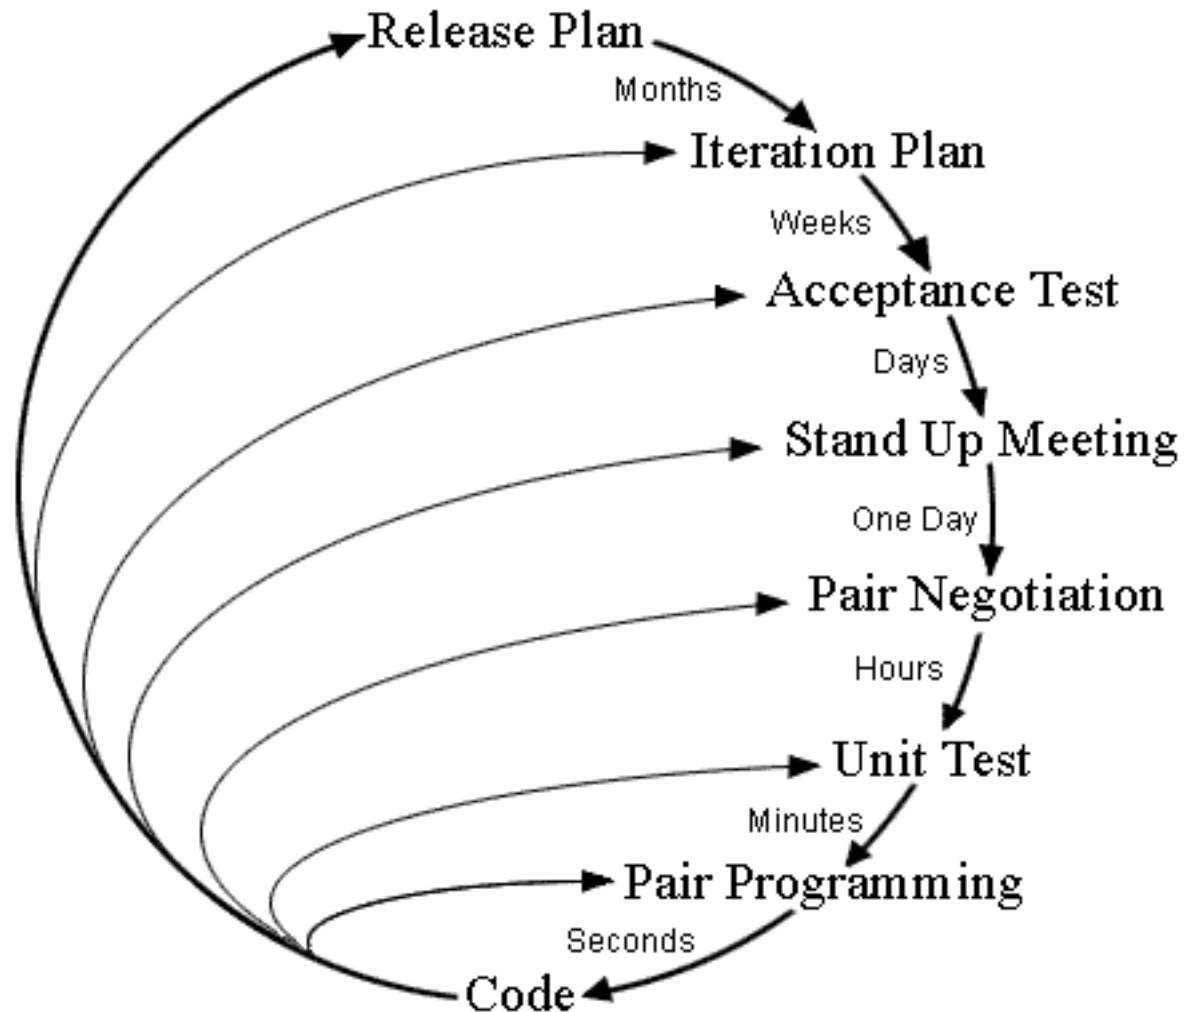 Release Plan
Months
Iteration Plan
Weeks
Acceptance Test
Days
Stand Up Meeting
One Day
Pair Negotiation
Hours
Unit Test
Minutes
Pair Programming
Seconds
Code